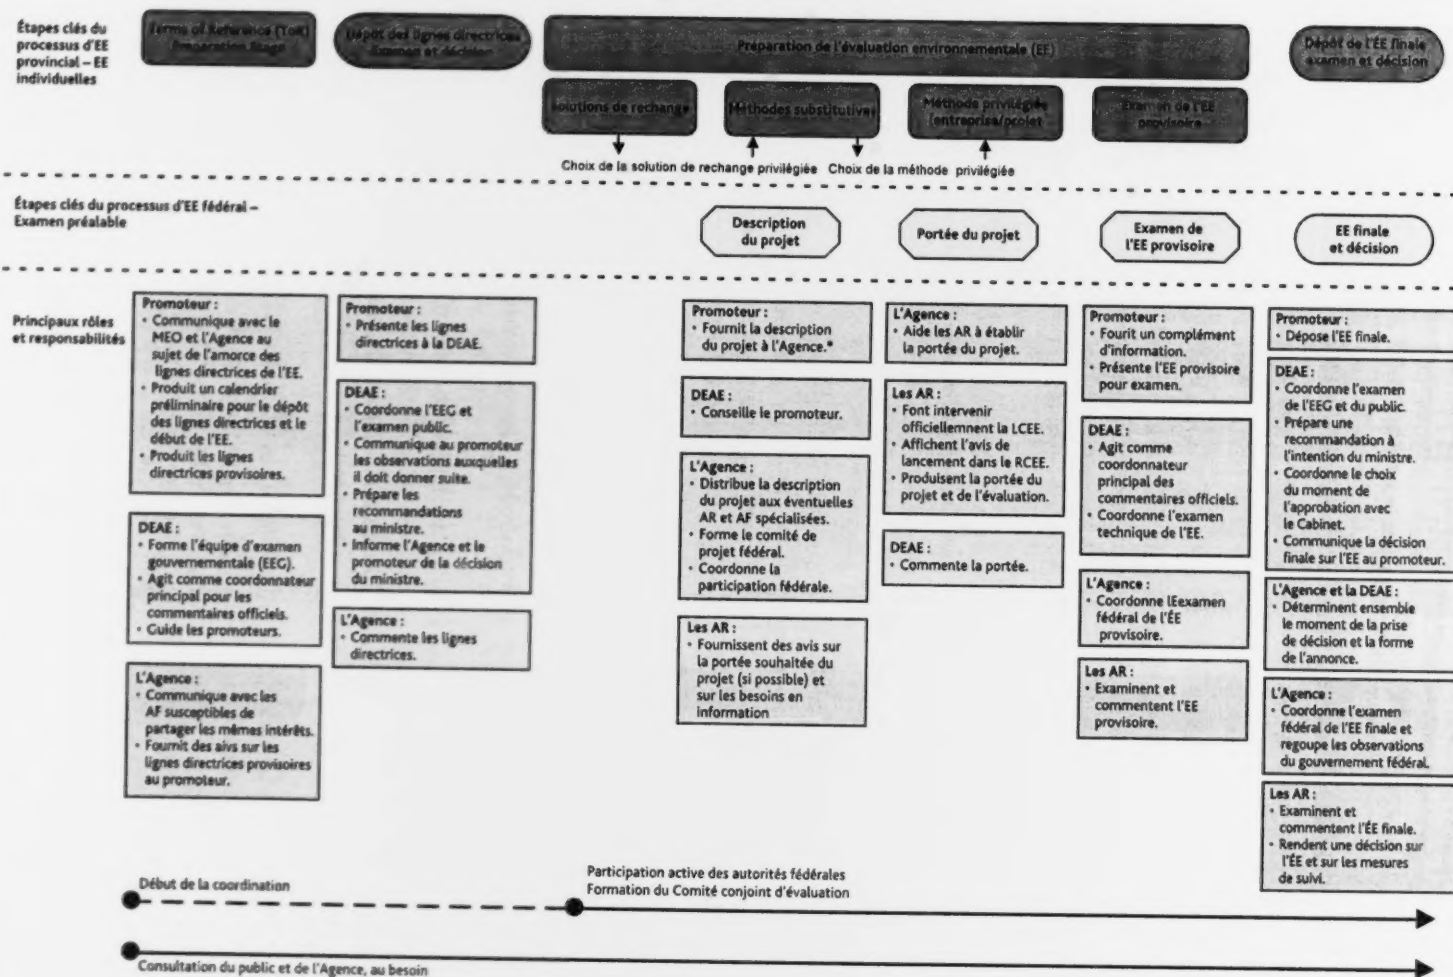 Étapes clés du
processus d'EE
provincial – EE
individuelles
Terms of Reference (ToR)
Preparation Stage
Dépôt des lignes directrices
Examen et décision
Préparation de l'évaluation environnementale (EE)
Dépôt de l'ÉE finale
examen et décision
Solutions de rechange
Méthodes substitutives
Méthode privilégiée
(entreprise/projet
Examen de l'EE
provisoire
Choix de la solution de rechange privilégiée
Choix de la méthode privilégiée
Étapes clés du processus d'EE fédéral –
Examen préalable
Description
du projet
Portée du projet
Examen de
l'EE provisoire
EE finale
et décision
Principaux rôles
et responsabilités
Promoteur :
• Communique avec le
MEO et l'Agence au
sujet de l'amorce des
lignes directrices de l'EE.
• Produit un calendrier
préliminaire pour le dépôt
des lignes directrices et le
début de l'EE.
• Produit les lignes
directrices provisoires.
DEAE :
• Forme l'équipe d'examen
gouvernementale (EEG).
• Agit comme coordonnateur
principal pour les
commentaires officiels.
• Guide les promoteurs.
L'Agence :
• Communique avec les
AF susceptibles de
partager les mêmes intérêts.
• Fournit des aivs sur les
lignes directrices provisoires
au promoteur.
Promoteur :
• Présente les lignes
directrices à la DEAE.
DEAE :
• Coordonne l'EEG et
l'examen public.
• Communique au promoteur
les observations auxquelles
il doit donner suite.
• Prépare les
recommandations
au ministre.
• Informe l'Agence et le
promoteur de la décision
du ministre.
L'Agence :
• Commente les lignes
directrices.
Promoteur :
• Fournit la description
du projet à l'Agence.*
DEAE :
• Conseille le promoteur.
L'Agence :
• Distribue la description
du projet aux éventuelles
AR et AF spécialisées.
• Forme le comité de
projet fédéral.
• Coordonne la
participation fédérale.
Les AR :
• Fournissent des avis sur
la portée souhaitée du
projet (si possible) et
sur les besoins en
information
L'Agence :
• Aide les AR à établir
la portée du projet.
Les AR :
• Font intervenir
officiellemnent la LCEE.
• Affichent l'avis de
lancement dans le RCEE.
• Produisent la portée du
projet et de l'évaluation.
DEAE :
• Commente la portée.
Promoteur :
• Fourit un complément
d'information.
• Présente l'EE provisoire
pour examen.
DEAE :
• Agit comme
coordonnateur
principal des
commentaires officiels.
• Coordonne l'examen
technique de l'EE.
L'Agence :
• Coordonne lEexamen
fédéral de l'ÉE
provisoire.
Les AR :
• Examinent et
commentent l'EE
provisoire.
Promoteur :
• Dépose l'EE finale.
DEAE :
• Coordonne l'examen
de l'EEG et du public.
• Prépare une
recommandation à
l'intention du ministre.
• Coordonne le choix
du moment de
l'approbation avec
le Cabinet.
• Communique la décision
finale sur l'EE au promoteur.
L'Agence et la DEAE :
• Déterminent ensemble
le moment de la prise
de décision et la forme
de l'annonce.
L'Agence :
• Coordonne l'examen
fédéral de l'EE finale et
regoupe les observations
du gouvernement fédéral.
Les AR :
• Examinent et
commentent l'ÉE finale.
• Rendent une décision sur
l'ÉE et sur les mesures
de suivi.
Début de la coordination
Participation active des autorités fédérales
Formation du Comité conjoint d'évaluation
Consultation du public et de l'Agence, au besoin